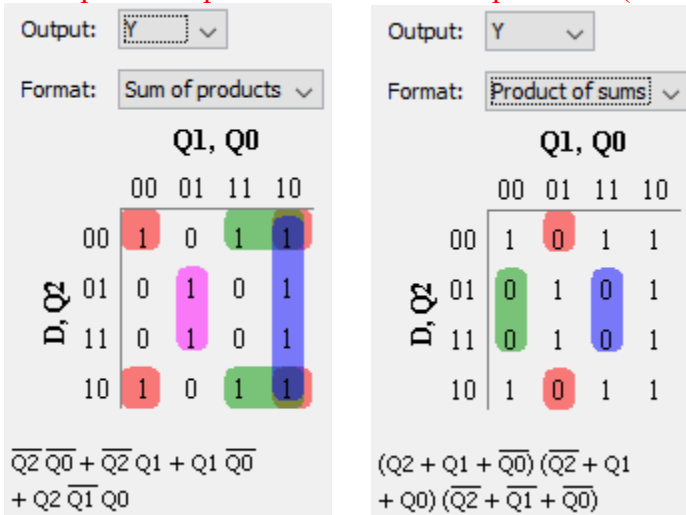 Output: Y
Format: Sum of products
Q1, Q0
00 01 11 10
00 1 0 1 1
D, Q2
01 0 1 0 1
11 0 1 0 1
10 1 0 1 1
Q2̅ Q0̅ + Q2̅ Q1 + Q1 Q0̅
+ Q2 Q1̅ Q0
Output: Y
Format: Product of sums
Q1, Q0
00 01 11 10
00 1 0 1 1
D, Q2
01 0 1 0 1
11 0 1 0 1
10 1 0 1 1
(Q2 + Q1 + Q0̅) (Q2̅ + Q1
+ Q0) (Q2̅ + Q1̅ + Q0̅)